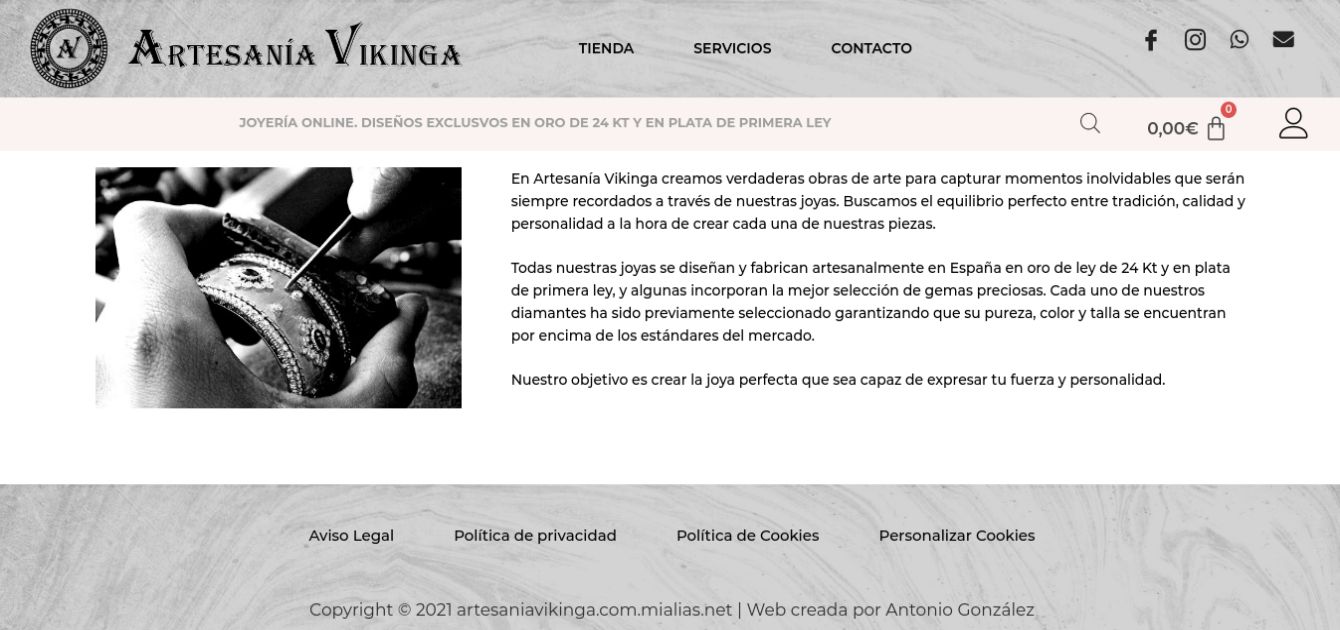 AV
ARTESANÍA VIKINGA
TIENDA SERVICIOS CONTACTO
JOYERÍA ONLINE. DISEÑOS EXCLUSVOS EN ORO DE 24 KT Y EN PLATA DE PRIMERA LEY
0,00€ 0
En Artesanía Vikinga creamos verdaderas obras de arte para capturar momentos inolvidables que serán
siempre recordados a través de nuestras joyas. Buscamos el equilibrio perfecto entre tradición, calidad y
personalidad a la hora de crear cada una de nuestras piezas.
Todas nuestras joyas se diseñan y fabrican artesanalmente en España en oro de ley de 24 Kt y en plata
de primera ley, y algunas incorporan la mejor selección de gemas preciosas. Cada uno de nuestros
diamantes ha sido previamente seleccionado garantizando que su pureza, color y talla se encuentran
por encima de los estándares del mercado.
Nuestro objetivo es crear la joya perfecta que sea capaz de expresar tu fuerza y personalidad.
Aviso Legal Política de privacidad Política de Cookies Personalizar Cookies
Copyright © 2021 artesaniavikinga.com.mialias.net | Web creada por Antonio González